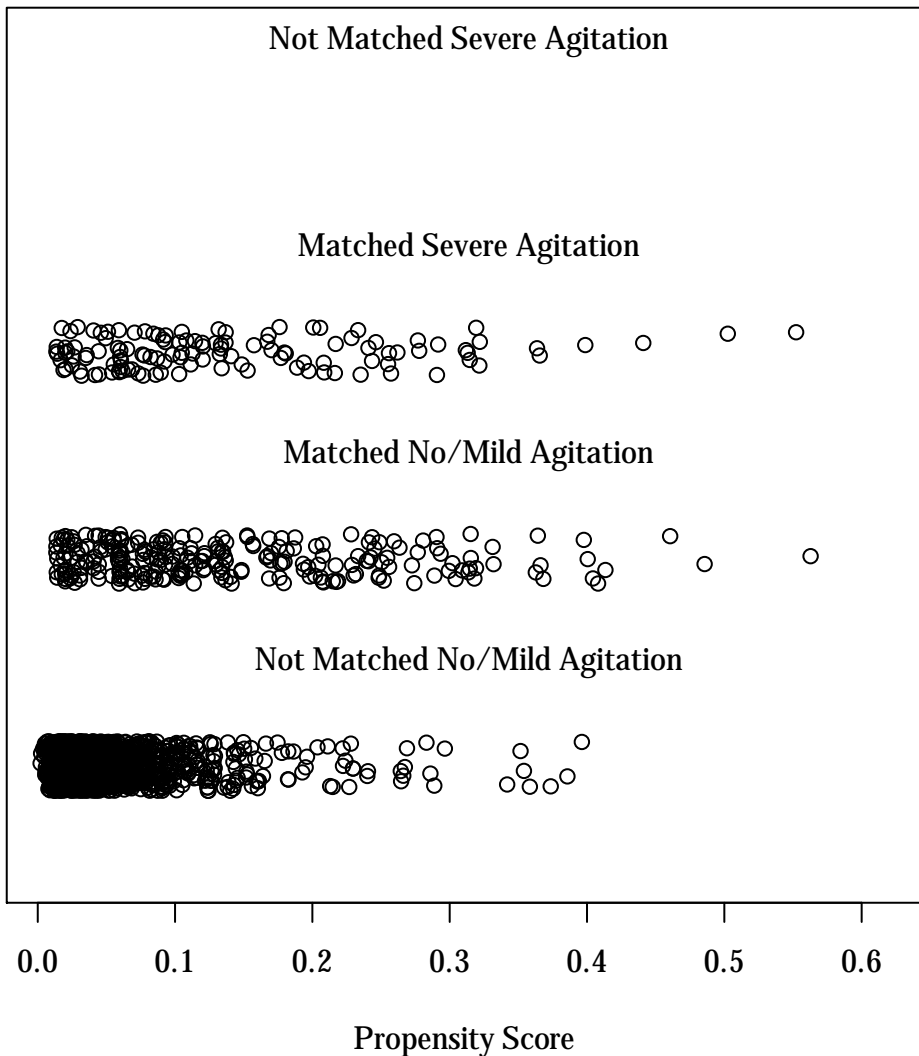 Not Matched Severe Agitation
Matched Severe Agitation
Matched No/Mild Agitation
Not Matched No/Mild Agitation
0.0 0.1 0.2 0.3 0.4 0.5 0.6
Propensity Score